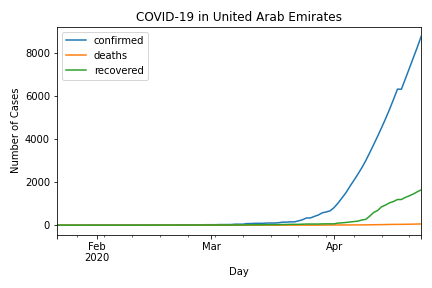 COVID-19 in United Arab Emirates
confirmed
deaths
recovered
Number of Cases
8000
6000
4000
2000
0
Feb
2020
Mar
Apr
Day